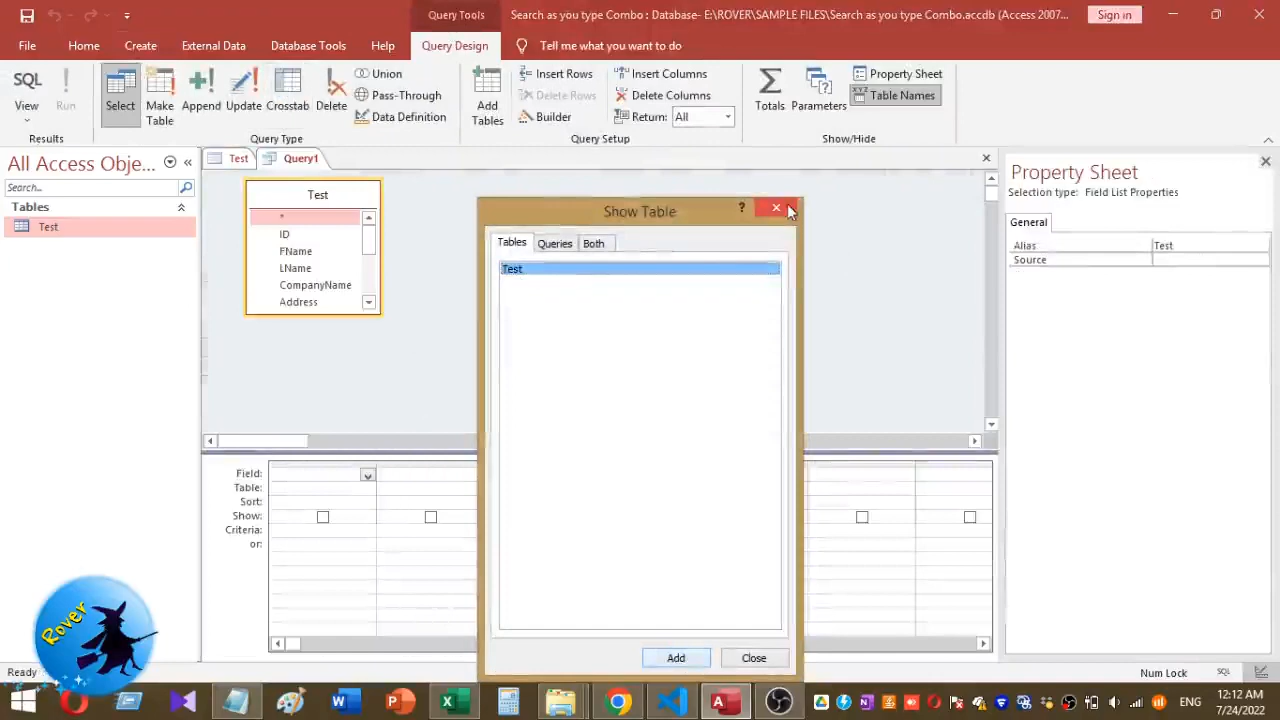 Query Tools
Search as you type Combo : Database- E:\ROVER\SAMPLE FILES\Search as you type Combo.accdb (Access 2007...
Sign in
File
Home
Create
External Data
Database Tools
Help
Query Design
Tell me what you want to do
SQL
View
Run
Results
Select
Make
Table
Append
Update
Crosstab
Delete
Union
Pass-Through
Data Definition
Query Type
Add
Tables
Insert Rows
Delete Rows
Builder
Insert Columns
Delete Columns
Return: All
Query Setup
Totals
Parameters
Property Sheet
XYZ
Table Names
Show/Hide
All Access Obje...
Search...
Tables
Test
Test
Query1
Test
*
ID
FName
LName
CompanyName
Address
Show Table
?
Tables
Queries
Both
Test
Add
Close
Property Sheet
Selection type: Field List Properties
General
Alias Test
Source
Field:
Table:
Sort:
Show:
Criteria:
or:
Rover
Ready
Num Lock
SQL
ENG
12:12 AM
7/24/2022